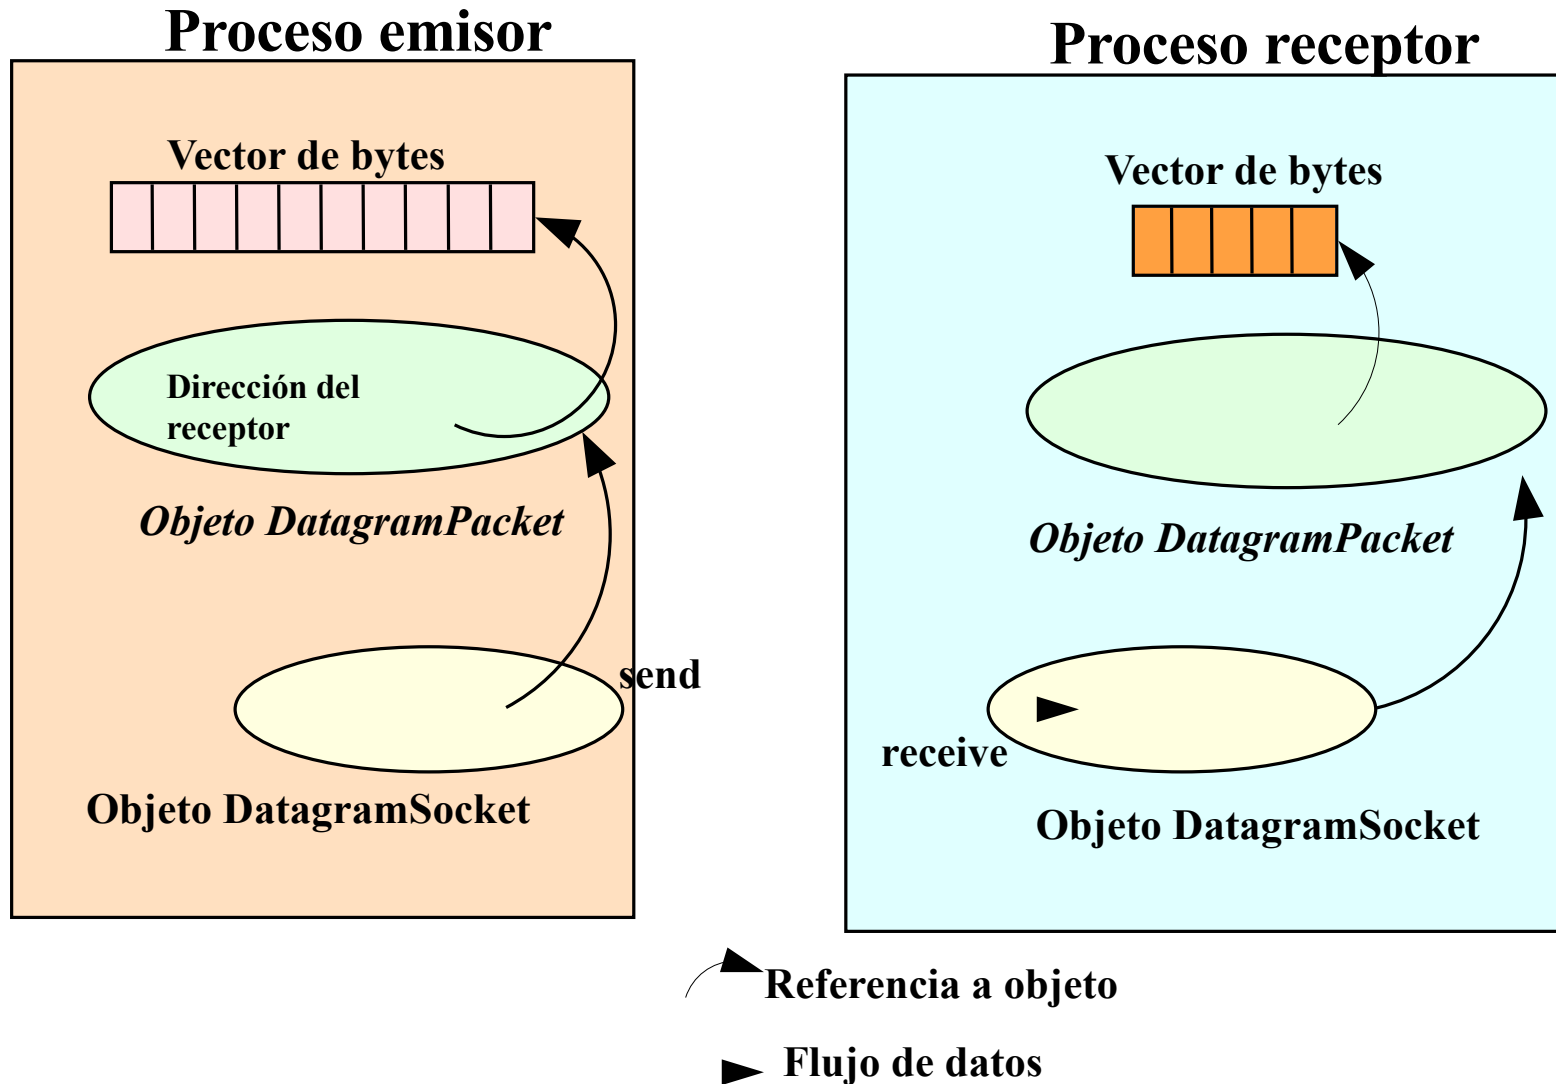 Proceso emisor
Vector de bytes
Dirección del
receptor
Objeto DatagramPacket
send
Objeto DatagramSocket
Proceso receptor
Vector de bytes
Objeto DatagramPacket
receive
Objeto DatagramSocket
Referencia a objeto
Flujo de datos